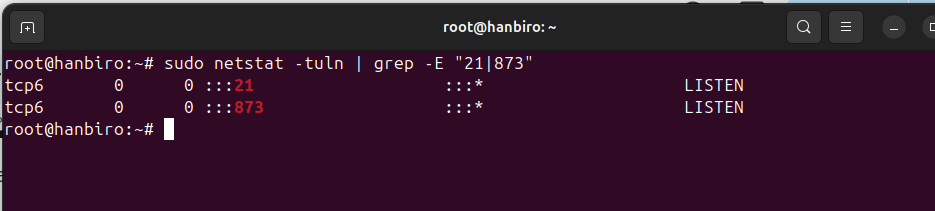 root@hanbiro: ~
root@hanbiro:~# sudo netstat -tuln | grep -E "21|873"
tcp6       0      0 :::21                   :::*                    LISTEN
tcp6       0      0 :::873                  :::*                    LISTEN
root@hanbiro:~#